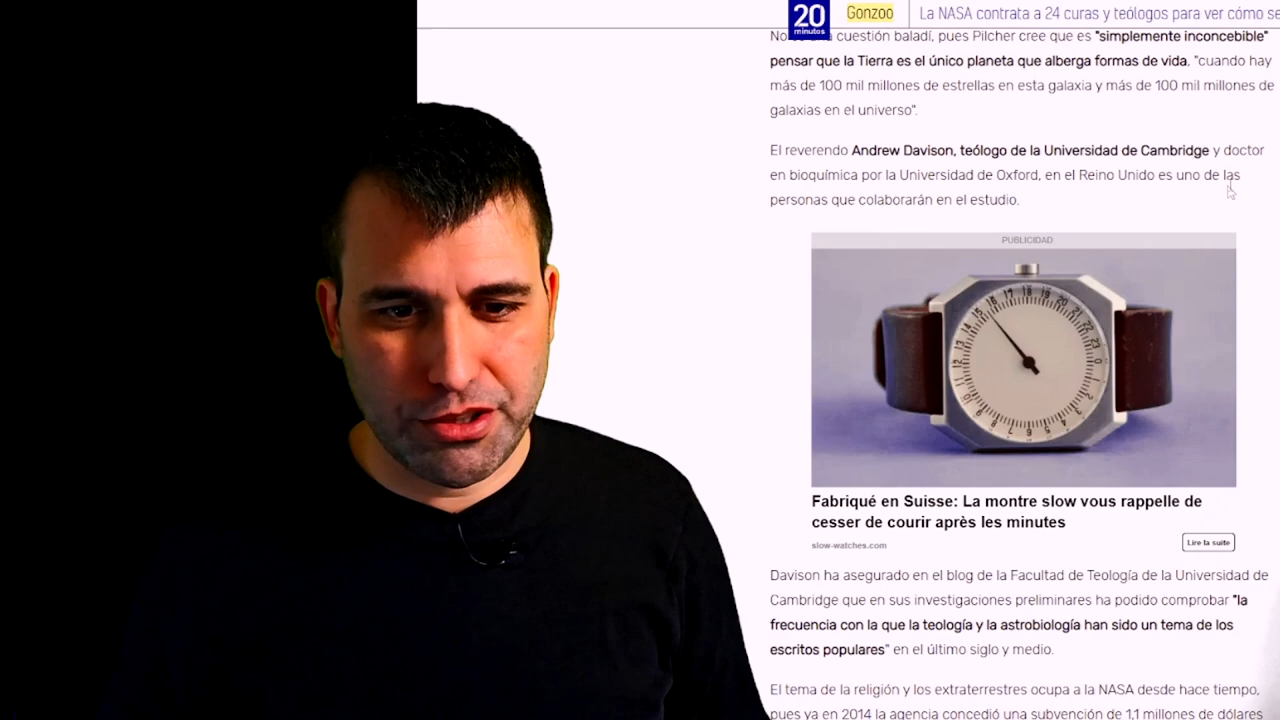 20
minutos
Gonzoo
La NASA contrata a 24 curas y teólogos para ver cómo se
cuestión baladí, pues Pilcher cree que es "simplemente inconcebible"
pensar que la Tierra es el único planeta que alberga formas de vida, "cuando hay
más de 100 mil millones de estrellas en esta galaxia y más de 100 mil millones de
galaxias en el universo".
El reverendo Andrew Davison, teólogo de la Universidad de Cambridge y doctor
en bioquímica por la Universidad de Oxford, en el Reino Unido es uno de las
personas que colaborarán en el estudio.
PUBLICIDAD
Fabriqué en Suisse: La montre slow vous rappelle de
cesser de courir après les minutes
slow-watches.com
Lire la suite
Davison ha asegurado en el blog de la Facultad de Teología de la Universidad de
Cambridge que en sus investigaciones preliminares ha podido comprobar "la
frecuencia con la que la teología y la astrobiología han sido un tema de los
escritos populares" en el último siglo y medio.
El tema de la religión y los extraterrestres ocupa a la NASA desde hace tiempo,
pues ya en 2014 la agencia concedió una subvención de 1,1 millones de dólares